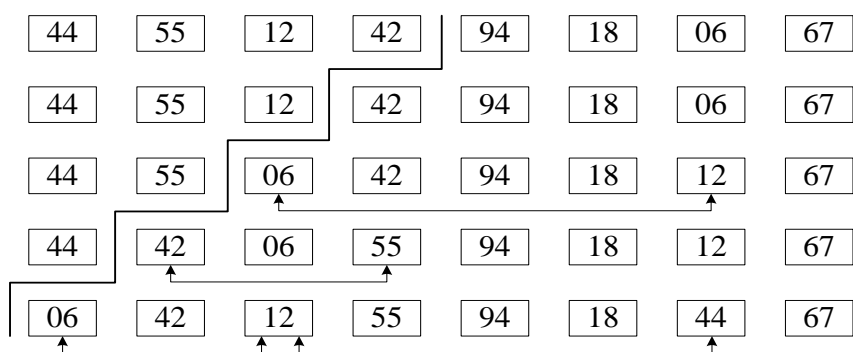 44 55 12 42 94 18 06 67
44 55 12 42 94 18 06 67
44 55 06 42 94 18 12 67
44 42 06 55 94 18 12 67
06 42 12 55 94 18 44 67